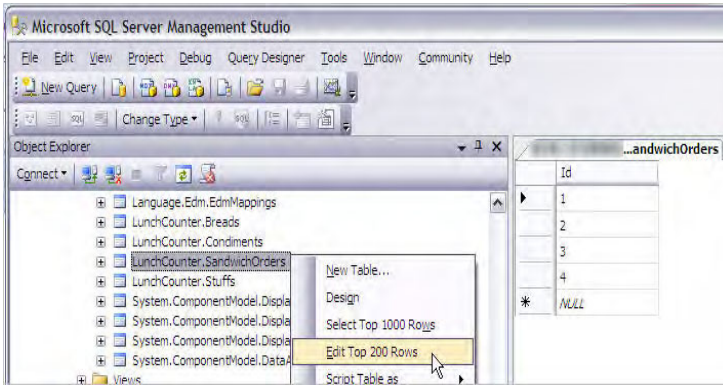 Microsoft SQL Server Management Studio
File Edit View Project Debug Query Designer Tools Window Community Help
New Query
Change Type
Object Explorer
Connect
Language.Edm.EdmMappings
LunchCounter.Breads
LunchCounter.Condiments
LunchCounter.SandwichOrders
LunchCounter.Stuffs
System.ComponentModel.Displa
System.ComponentModel.Displa
System.ComponentModel.Displa
System.ComponentModel.DataA
Views
New Table...
Design
Select Top 1000 Rows
Edit Top 200 Rows
Script Table as
...andwichOrders
Id
1
2
3
4
NULL